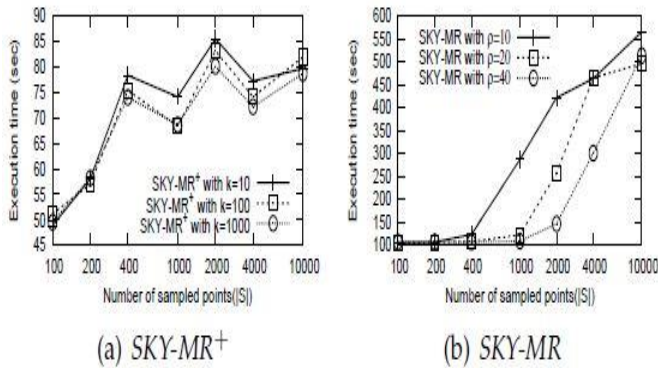 Execution time (sec)
90
85
80
75
70
65
60
55
50
45
SKY-MR+ with k=10
SKY-MR+ with k=100
SKY-MR+ with k=1000
100 200 400 1000 2000 4000 10000
Number of sampled points(|S|)
(a) SKY-MR+
Execution time (sec)
600
550
500
450
400
350
300
250
200
150
100
SKY-MR with ρ=10
SKY-MR with ρ=20
SKY-MR with ρ=40
100 200 400 1000 2000 4000 10000
Number of sampled points(|S|)
(b) SKY-MR